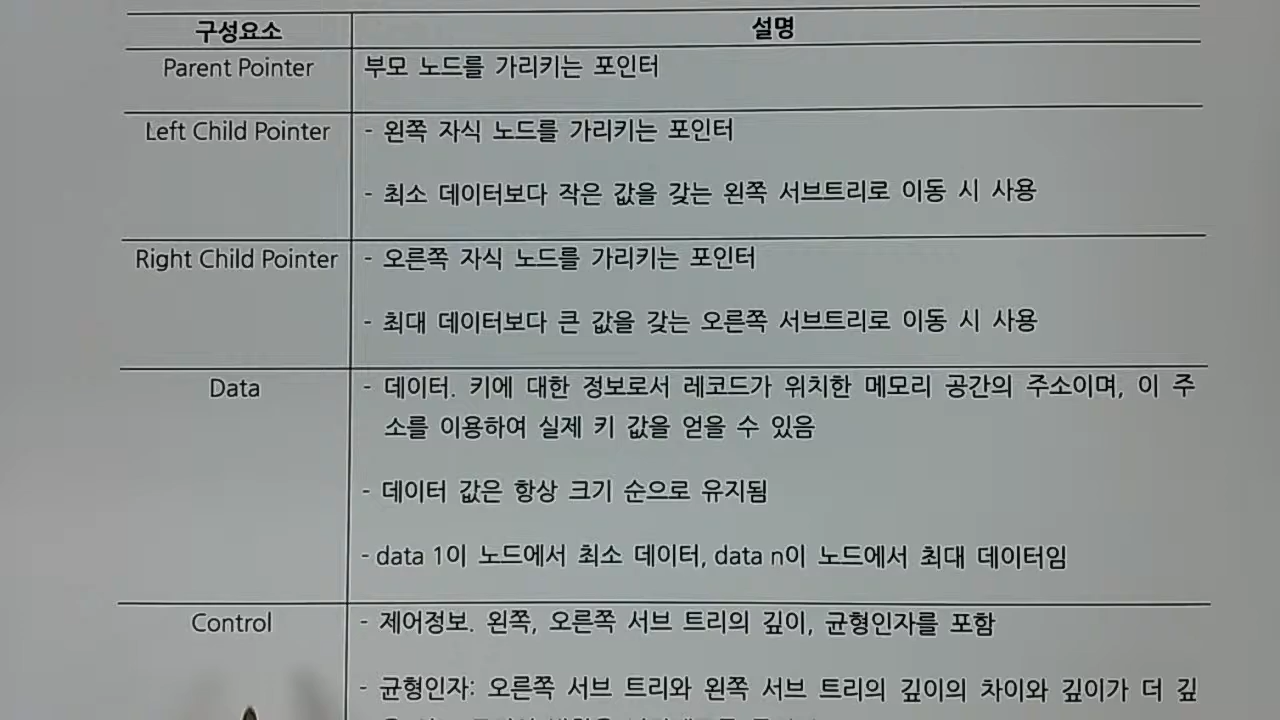 구성요소 설명
Parent Pointer 부모 노드를 가리키는 포인터
Left Child Pointer - 왼쪽 자식 노드를 가리키는 포인터
- 최소 데이터보다 작은 값을 갖는 왼쪽 서브트리로 이동 시 사용
Right Child Pointer - 오른쪽 자식 노드를 가리키는 포인터
- 최대 데이터보다 큰 값을 갖는 오른쪽 서브트리로 이동 시 사용
Data - 데이터. 키에 대한 정보로서 레코드가 위치한 메모리 공간의 주소이며, 이 주
소를 이용하여 실제 키 값을 얻을 수 있음
- 데이터 값은 항상 크기 순으로 유지됨
- data 1이 노드에서 최소 데이터, data n이 노드에서 최대 데이터임
Control - 제어정보. 왼쪽, 오른쪽 서브 트리의 깊이, 균형인자를 포함
- 균형인자: 오른쪽 서브 트리와 왼쪽 서브 트리의 깊이의 차이와 깊이가 더 깊